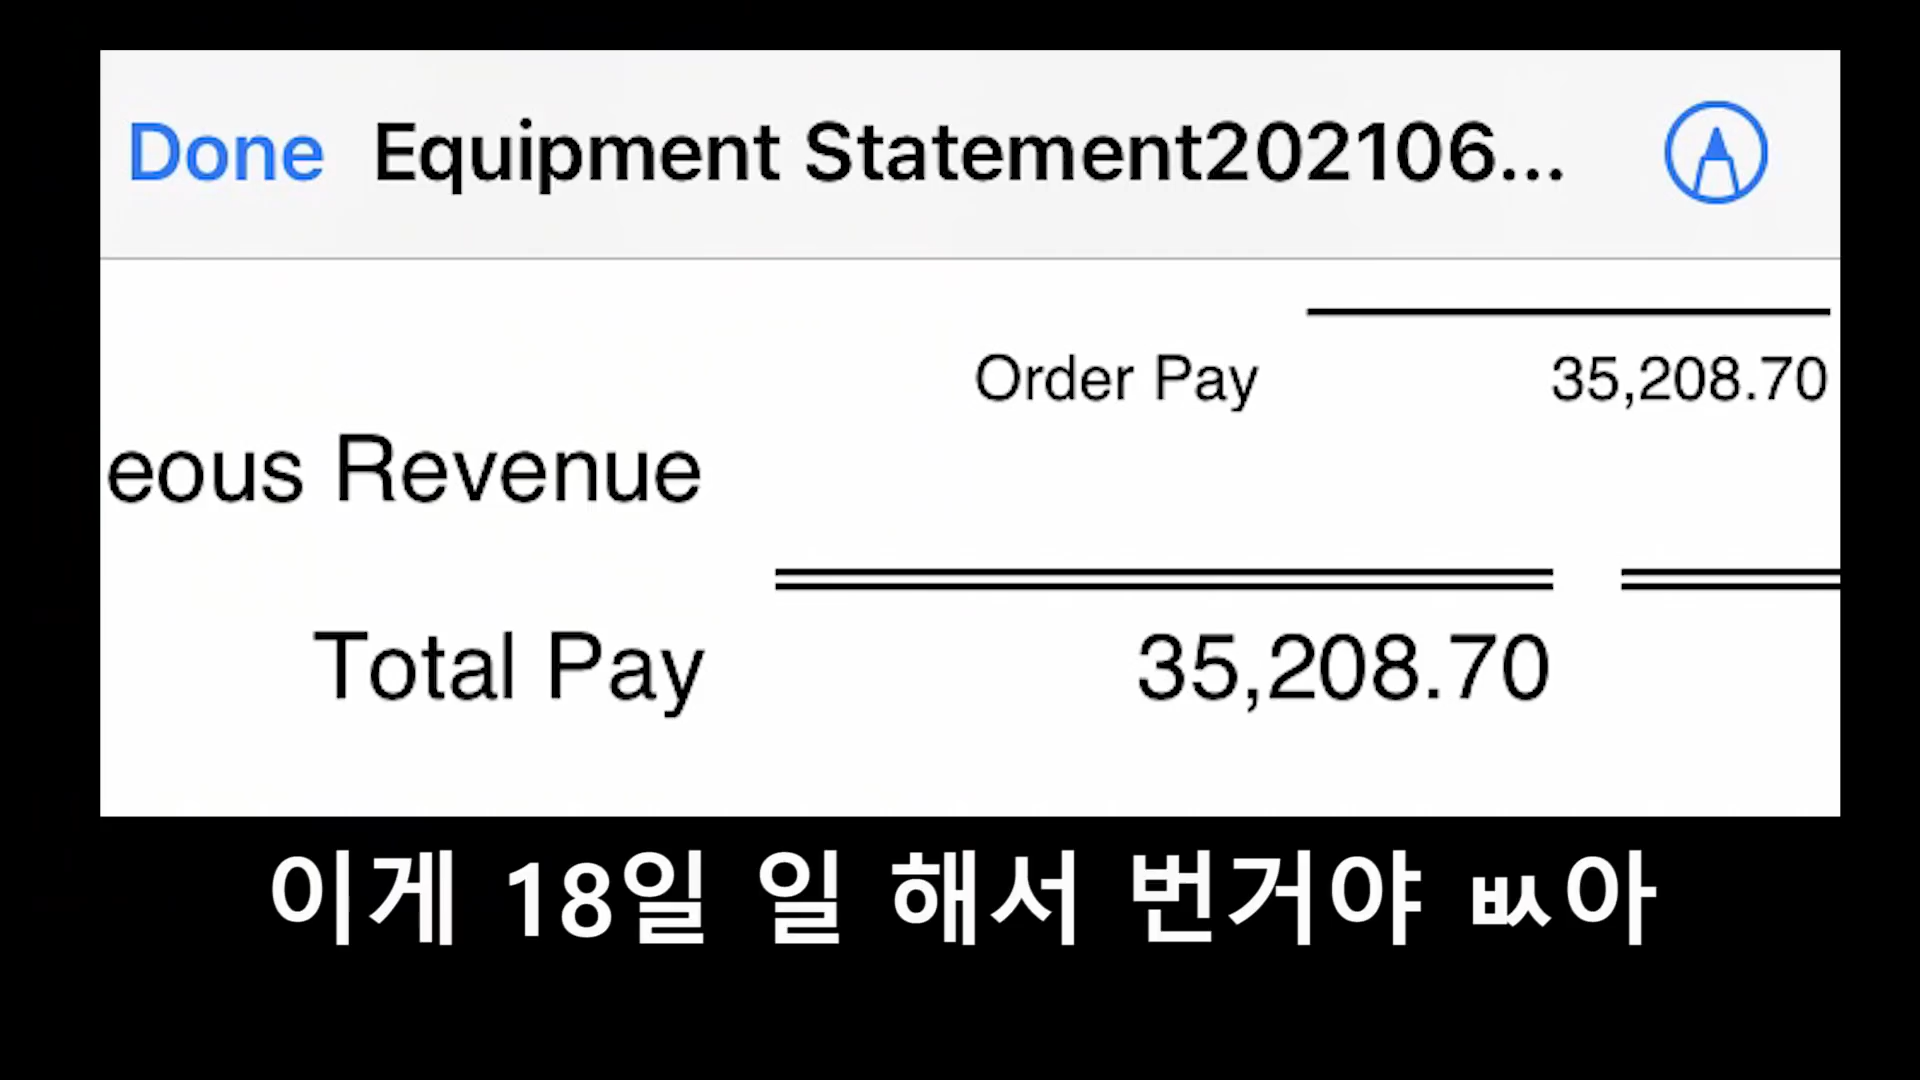 Done Equipment Statement202106...
Order Pay 35,208.70
eous Revenue
Total Pay 35,208.70
이게 18일 일 해서 번거야 ㅄ아